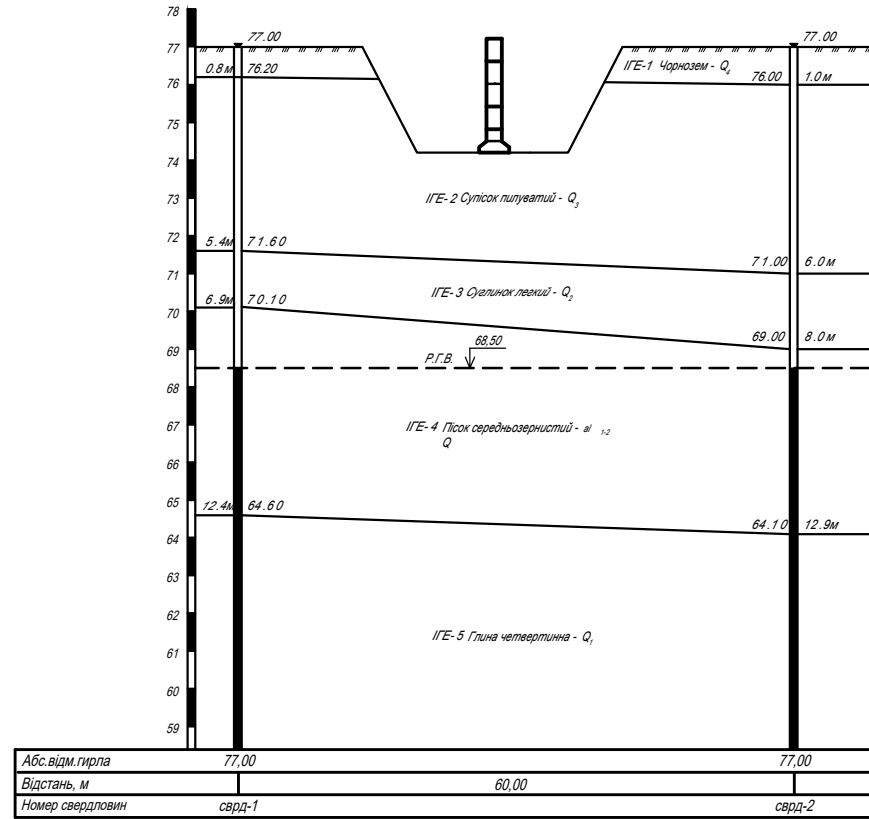 78
77
77.00
77.00
0.8м 76.20
ІГЕ-1 Чорнозем - Q4
76.00 1.0м
76
75
74
73
ІГЕ-2 Супісок пилуватий - Q3
72
5.4м 71.60
71.00 6.0м
71
ІГЕ-3 Суглинок легкий - Q2
70
6.9м 70.10
69.00 8.0м
68,50
69
Р.Г.В.
68
67
ІГЕ-4 Пісок середньозернистий - al 1-2
Q
66
65
12.4м 64.60
64.10 12.9м
64
63
62
ІГЕ-5 Глина четвертинна - Q1
61
60
59
Абс.відм.гирла 77,00 77,00
Відстань, м 60,00
Номер свердловин сврд-1 сврд-2